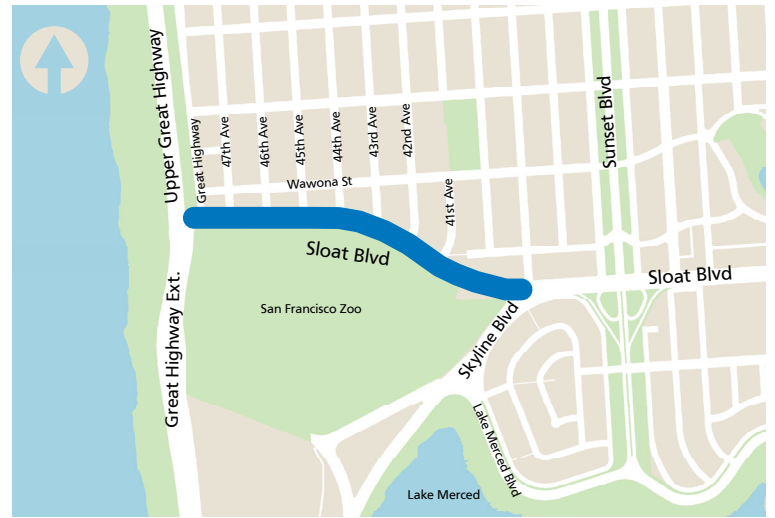 Upper Great Highway
Great Highway
47th Ave
46th Ave
45th Ave
44th Ave
43rd Ave
42nd Ave
Sunset Blvd
Wawona St
41st Ave
Sloat Blvd
Sloat Blvd
Great Highway Ext.
San Francisco Zoo
Skyline Blvd
Lake Merced Blvd
Lake Merced